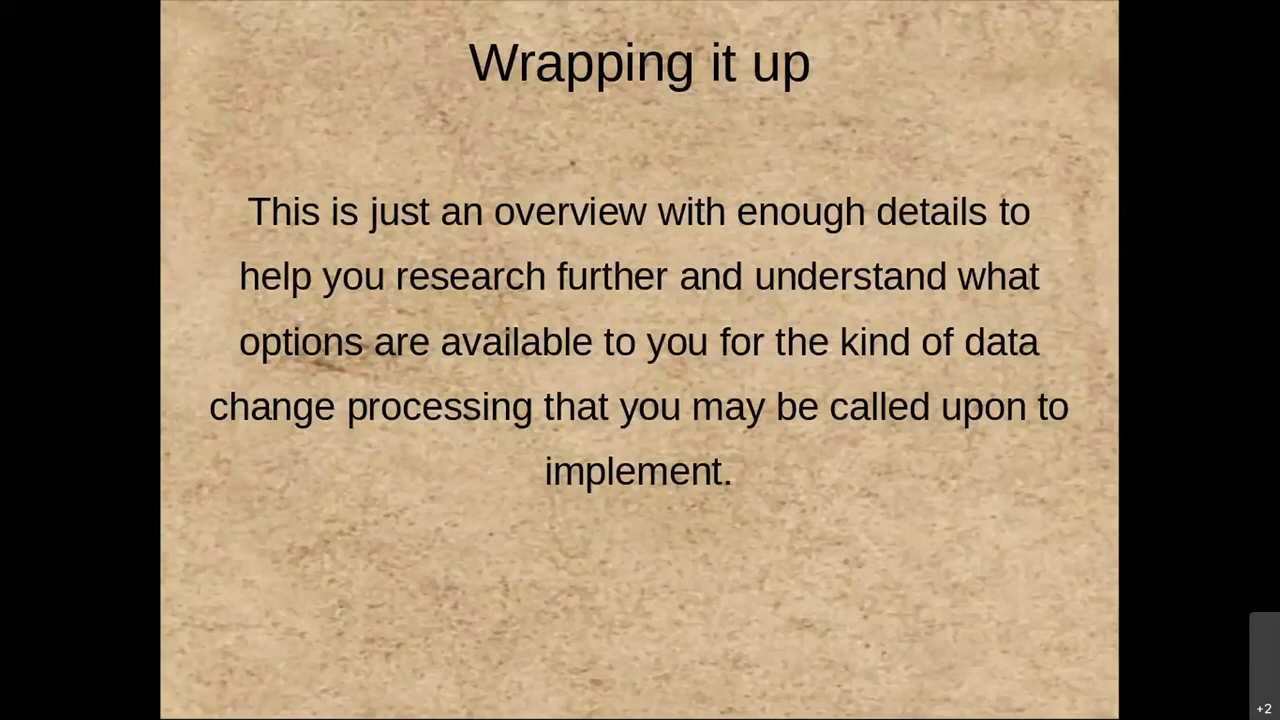 Wrapping it up
This is just an overview with enough details to
help you research further and understand what
options are available to you for the kind of data
change processing that you may be called upon to
implement.
+2